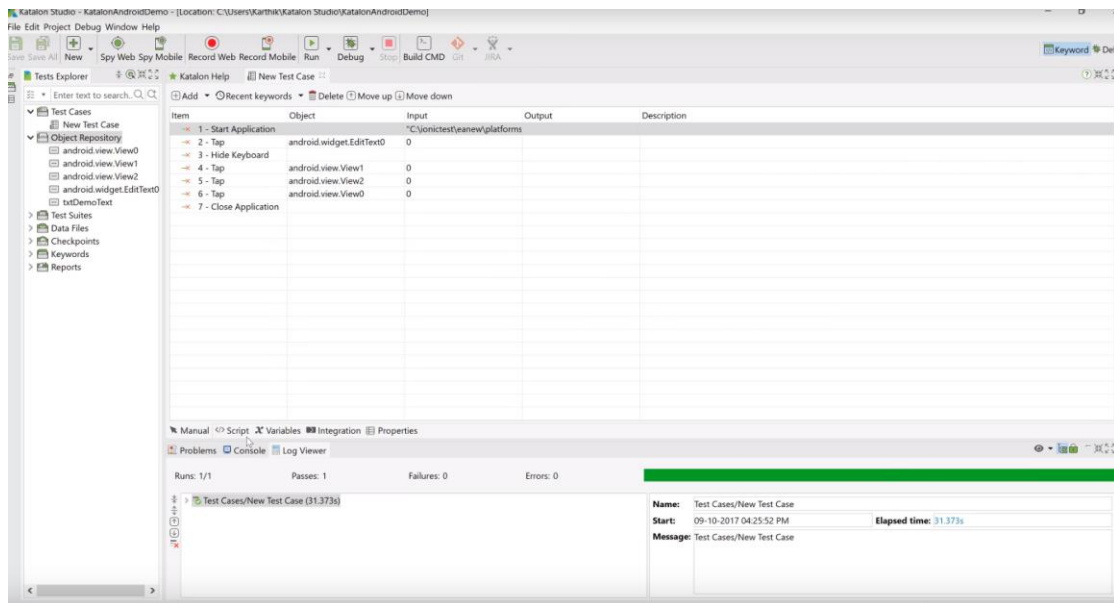 Katalon Studio - KatalonAndroidDemo - [Location: C:\Users\Karthik\Katalon Studio\KatalonAndroidDemo]
File Edit Project Debug Window Help
Save Save All New Spy Web Spy Mobile Record Web Record Mobile Run Debug Stop Build CMD Git JIRA
Keyword
Tests Explorer
Katalon Help New Test Case
Enter text to search...
Add Recent keywords Delete Move up Move down
Test Cases
New Test Case
Object Repository
android.view.View0
android.view.View1
android.view.View2
android.widget.EditText0
txtDemoText
Test Suites
Data Files
Checkpoints
Keywords
Reports
Item Object Input Output Description
1 - Start Application "C:\ionictest\eanew\platforms
2 - Tap android.widget.EditText0 0
3 - Hide Keyboard
4 - Tap android.view.View1 0
5 - Tap android.view.View2 0
6 - Tap android.view.View0 0
7 - Close Application
Manual Script Variables Integration Properties
Problems Console Log Viewer
Runs: 1/1 Passes: 1 Failures: 0 Errors: 0
Test Cases/New Test Case (31.373s)
Name: Test Cases/New Test Case
Start: 09-10-2017 04:25:52 PM Elapsed time: 31.373s
Message: Test Cases/New Test Case